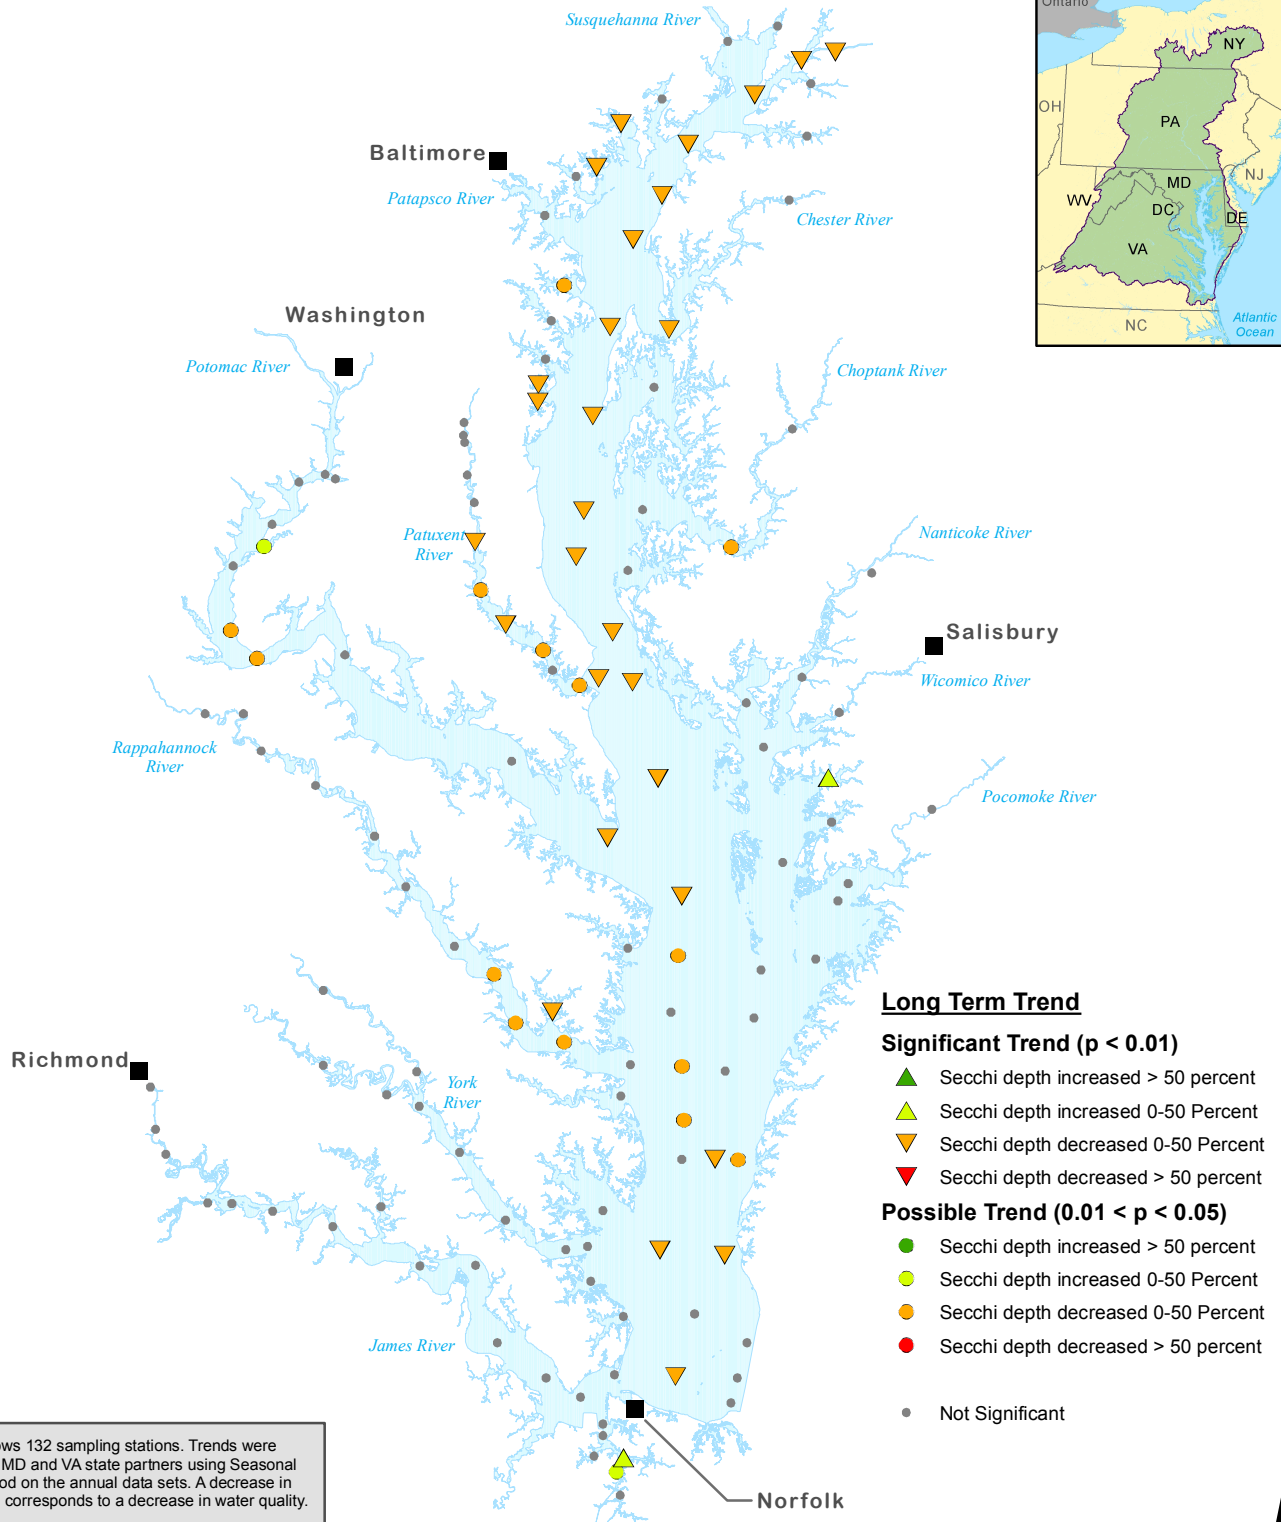 Susquehanna River
Ontario
NY
OH
PA
NJ
WV
MD
DC
DE
VA
NC
Atlantic
Ocean
Baltimore
Patapsco River
Chester River
Washington
Potomac River
Choptank River
Patuxent
River
Nanticoke River
Salisbury
Wicomico River
Rappahannock
River
Pocomoke River
Richmond
York
River
James River
Norfolk
Long Term Trend
Significant Trend (p < 0.01)
Secchi depth increased > 50 percent
Secchi depth increased 0-50 Percent
Secchi depth decreased 0-50 Percent
Secchi depth decreased > 50 percent
Possible Trend (0.01 < p < 0.05)
Secchi depth increased > 50 percent
Secchi depth increased 0-50 Percent
Secchi depth decreased 0-50 Percent
Secchi depth decreased > 50 percent
Not Significant
132 sampling stations. Trends were
MD and VA state partners using Seasonal
on the annual data sets. A decrease in
corresponds to a decrease in water quality.